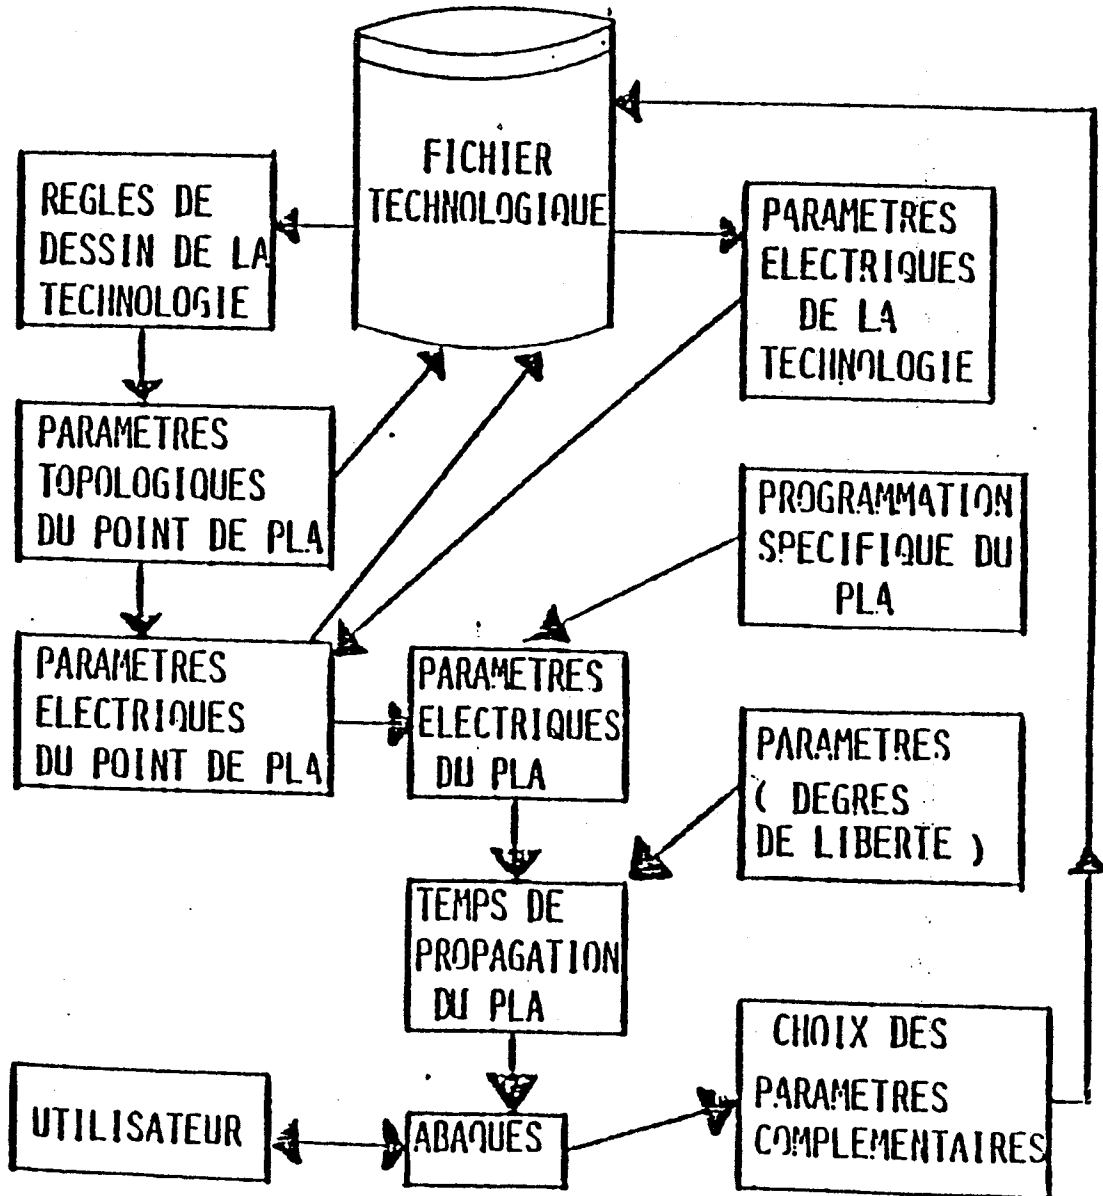 FICHIER
TECHNOLOGIQUE
REGLES DE
DESSIN DE LA
TECHNOLOGIE
PARAMETRES
ELECTRIQUES
DE LA
TECHNOLOGIE
PARAMETRES
TOPOLOGIQUES
DU POINT DE PLA
PROGRAMMATION
SPECIFIQUE DU
PLA
PARAMETRES
ELECTRIQUES
DU POINT DE PLA
PARAMETRES
ELECTRIQUES
DU PLA
PARAMETRES
( DEGRES
DE LIBERTE )
TEMPS DE
PROPAGATION
DU PLA
CHOIX DES
PARAMETRES
COMPLEMENTAIRES
UTILISATEUR
ABAQUES